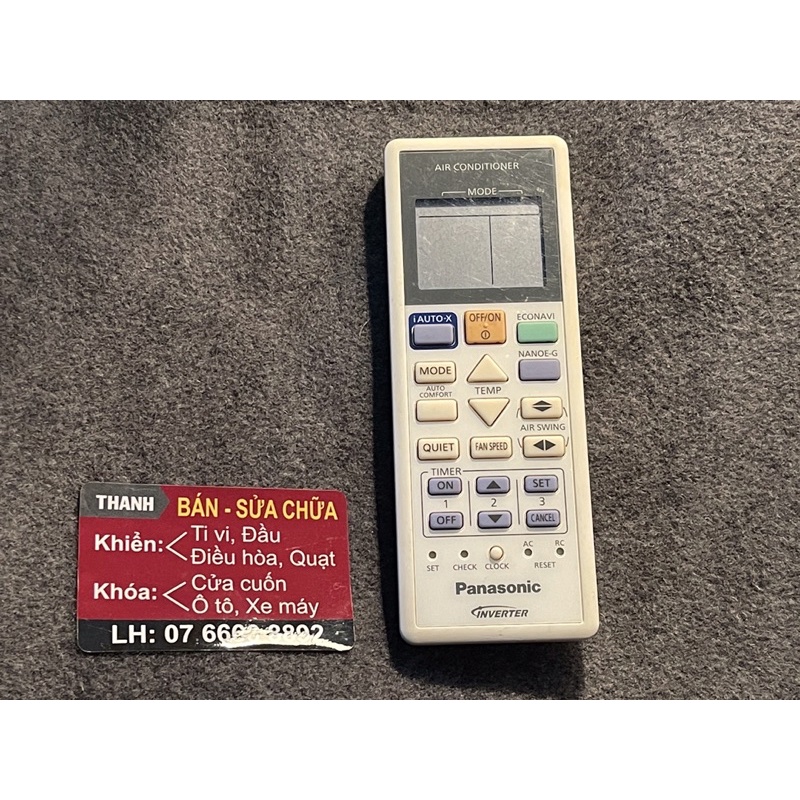 AIR CONDITIONER
MODE
iAUTO-X
OFF/ON
ECONAVI
NANOE-G
MODE
AUTO
COMFORT
TEMP
AIR SWING
QUIET
FAN SPEED
TIMER
ON
SET
1
2
3
OFF
CANCEL
SET
CHECK
CLOCK
AC
RC
RESET
Panasonic
INVERTER
THANH
BÁN - SỬA CHỮA
Khiển:
Ti vi, Đầu
Điều hòa, Quạt
Khóa:
Cửa cuốn
Ô tô, Xe máy
LH: 07